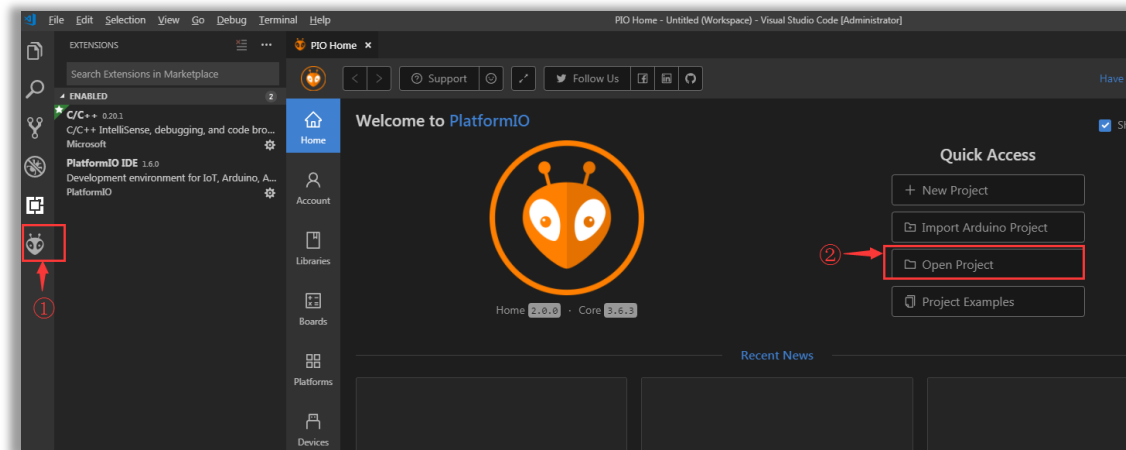 File Edit Selection View Go Debug Terminal Help
PIO Home - Untitled (Workspace) - Visual Studio Code [Administrator]
EXTENSIONS
PIO Home
Search Extensions in Marketplace
Support
Follow Us
Have
ENABLED
2
C/C++ 0.20.1
C/C++ IntelliSense, debugging, and code bro...
Microsoft
PlatformIO IDE 1.6.0
Development environment for IoT, Arduino, A...
PlatformIO
①
Home
Account
Libraries
Boards
Platforms
Devices
Welcome to PlatformIO
Home 2.0.0 · Core 3.6.3
Sh
Quick Access
New Project
Import Arduino Project
②
Open Project
Project Examples
Recent News